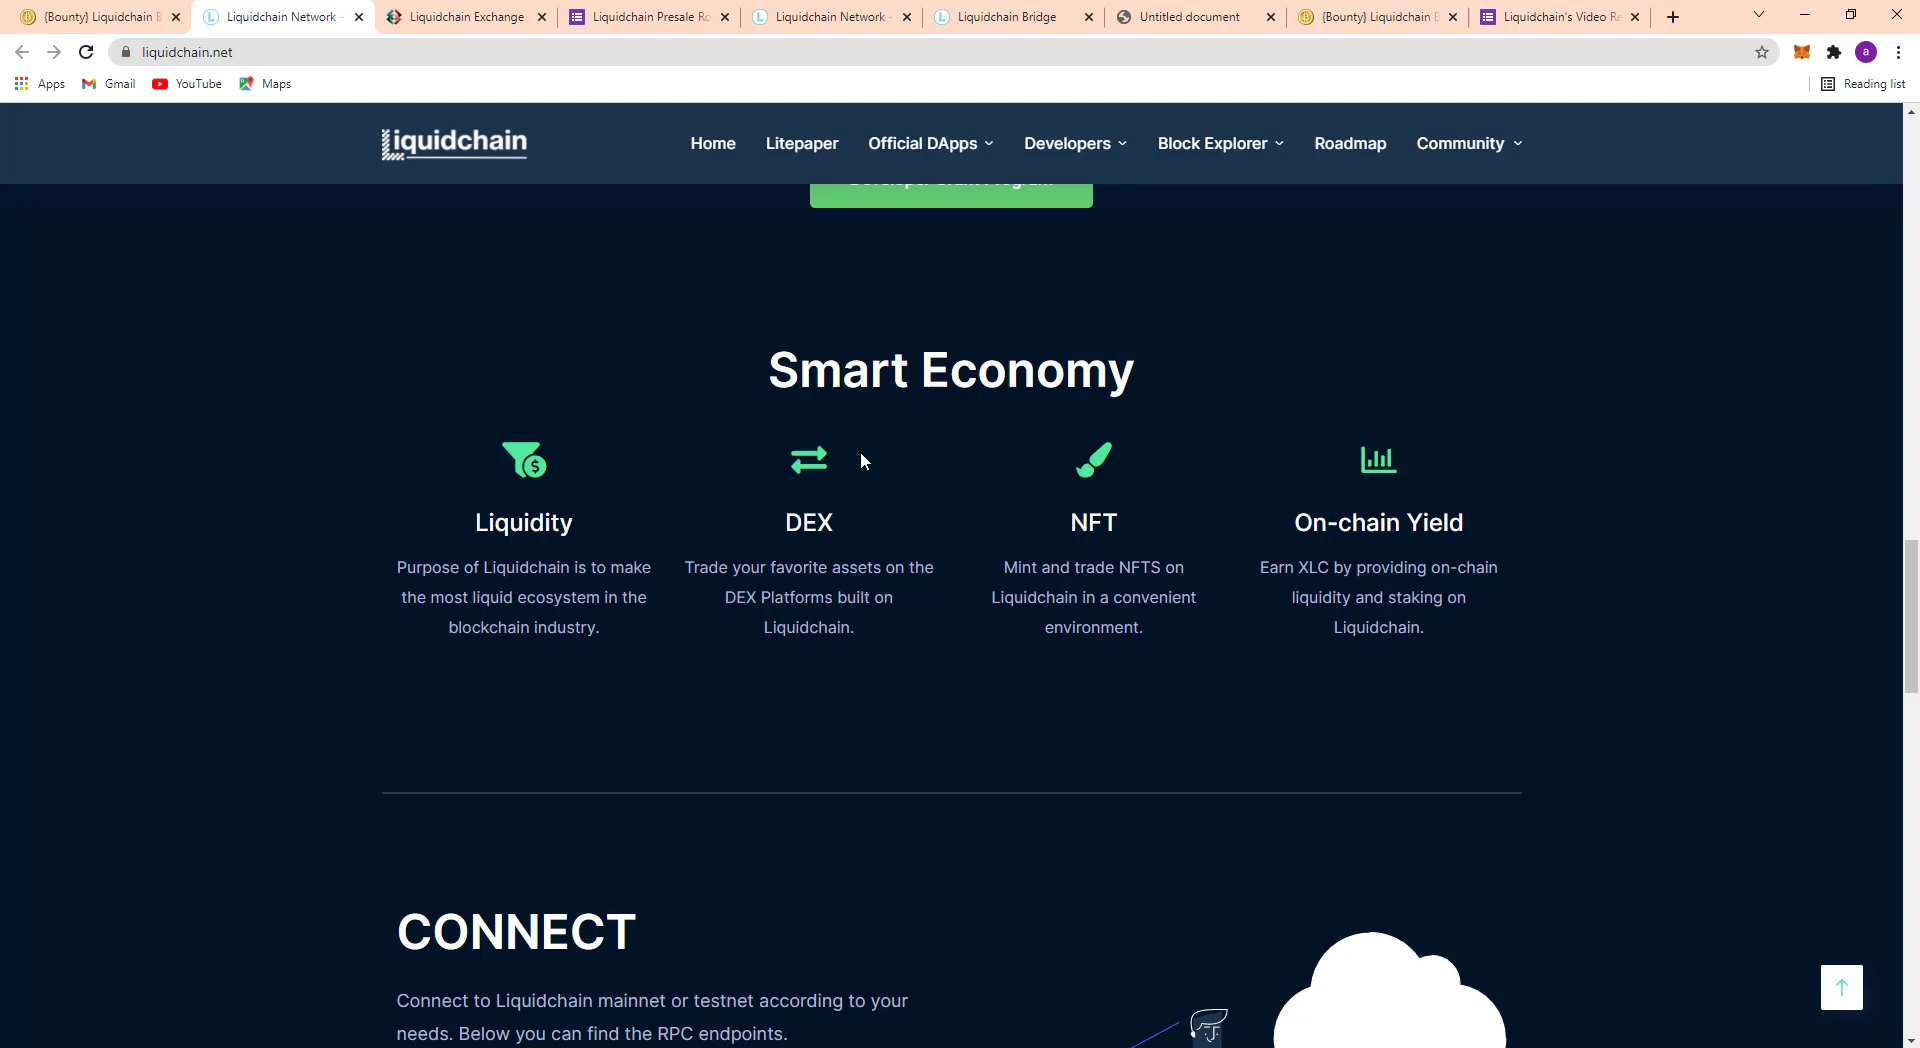 {Bounty} Liquidchain B
Liquidchain Network -
Liquidchain Exchange
Liquidchain Presale Ro
Liquidchain Network -
Liquidchain Bridge
Untitled document
{Bounty} Liquidchain B
Liquidchain's Video Re
liquidchain.net
a
Apps
Gmail
YouTube
Maps
Reading list
liquidchain
Home
Litepaper
Official DApps
Developers
Block Explorer
Roadmap
Community
Developer Grant Program
Smart Economy
Liquidity
DEX
NFT
On-chain Yield
Purpose of Liquidchain is to make
the most liquid ecosystem in the
blockchain industry.
Trade your favorite assets on the
DEX Platforms built on
Liquidchain.
Mint and trade NFTS on
Liquidchain in a convenient
environment.
Earn XLC by providing on-chain
liquidity and staking on
Liquidchain.
CONNECT
Connect to Liquidchain mainnet or testnet according to your
needs. Below you can find the RPC endpoints.